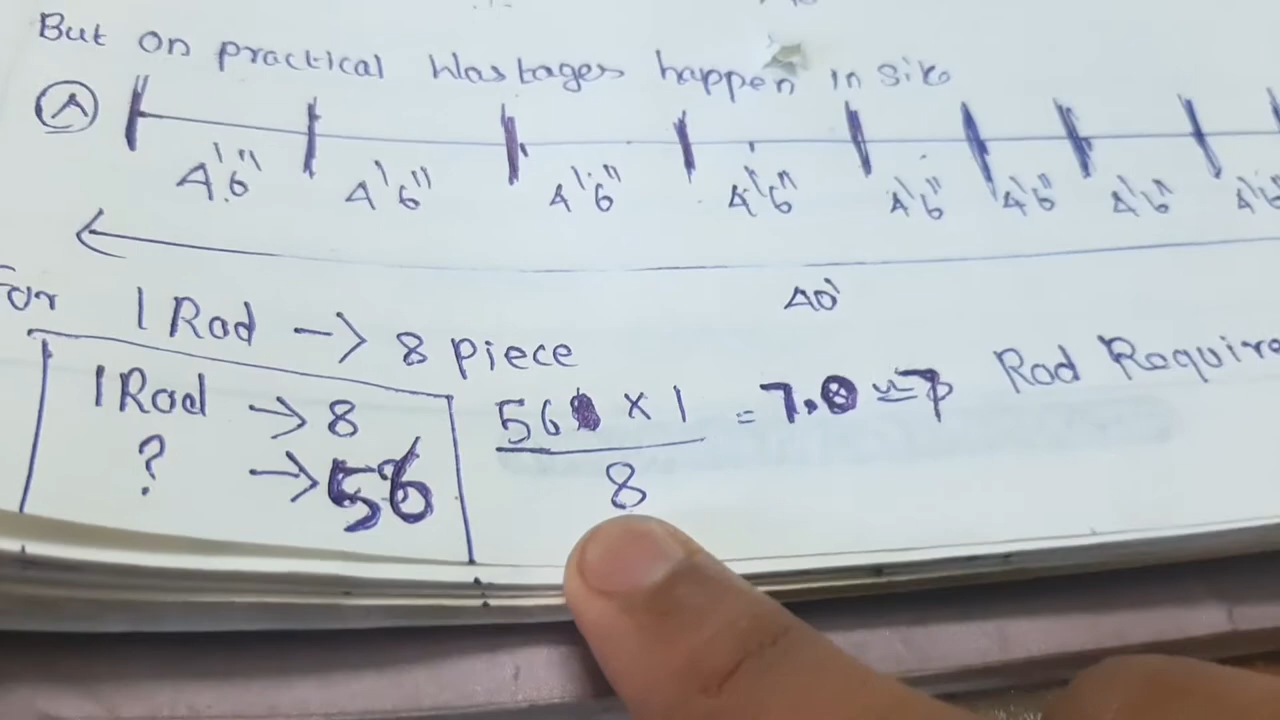 But on practical Wastages happen in site
A
4'6" 4'6" 4'6" 4'6" 4'6" 4'6" 4'6" 4'6"
40'
For 1 Rod -> 8 piece
1 Rod -> 8
? -> 56
56 x 1 = 7.0 = 7 Rod Require
8